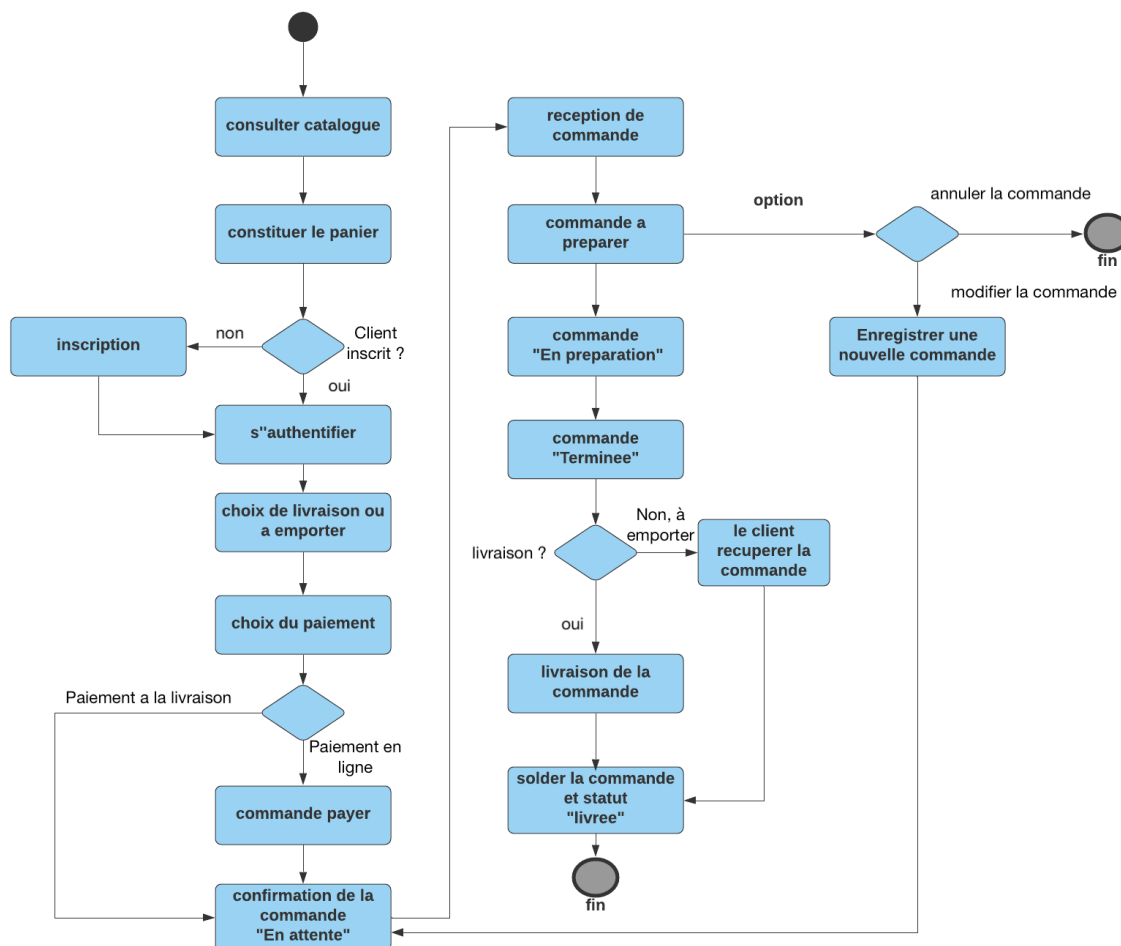 consulter catalogue
constituer le panier
non
Client
inscrit ?
inscription
oui
s"authentifier
choix de livraison ou
a emporter
choix du paiement
Paiement a la livraison
Paiement en
ligne
commande payer
confirmation de la
commande
"En attente"
reception de
commande
commande a
preparer
option
annuler la commande
fin
modifier la commande
Enregistrer une
nouvelle commande
commande
"En preparation"
commande
"Terminee"
livraison ?
Non, à
emporter
le client
recuperer la
commande
oui
livraison de la
commande
solder la commande
et statut
"livree"
fin